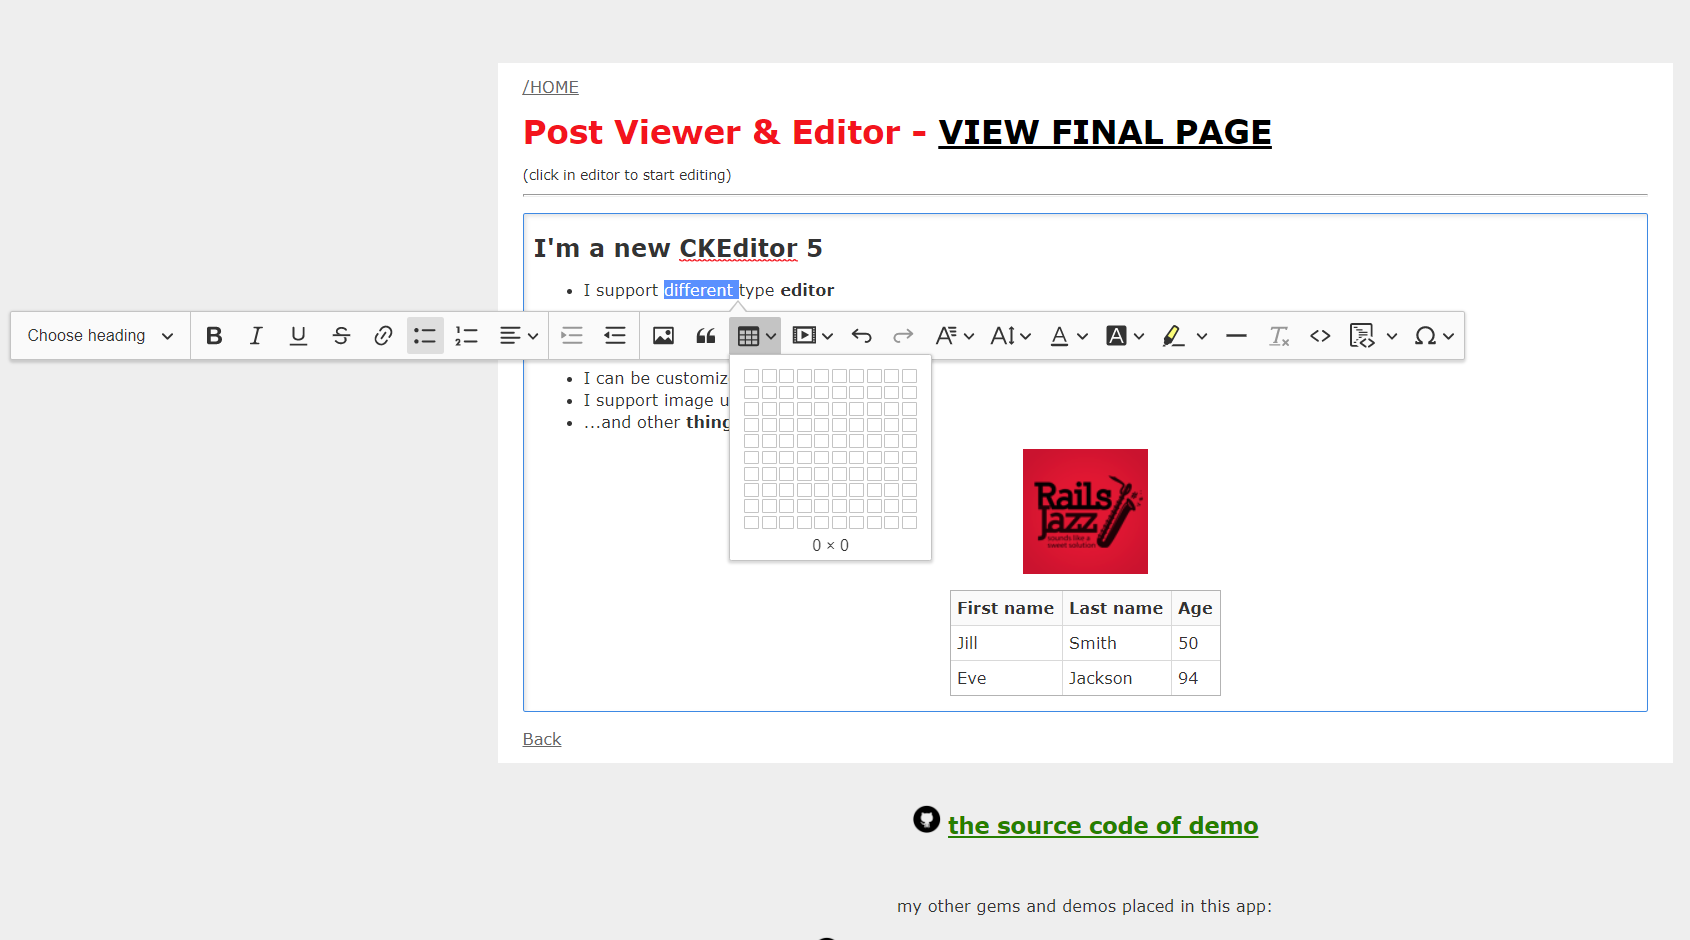 /HOME
Post Viewer & Editor - VIEW FINAL PAGE
(click in editor to start editing)
I'm a new CKEditor 5
• I support different type editor
Choose heading
• I can be customiz
• I support image u
• ...and other thing
0 × 0
Rails
Jazz
sounds like a
sweet solution
First name Last name Age
Jill Smith 50
Eve Jackson 94
Back
the source code of demo
my other gems and demos placed in this app: